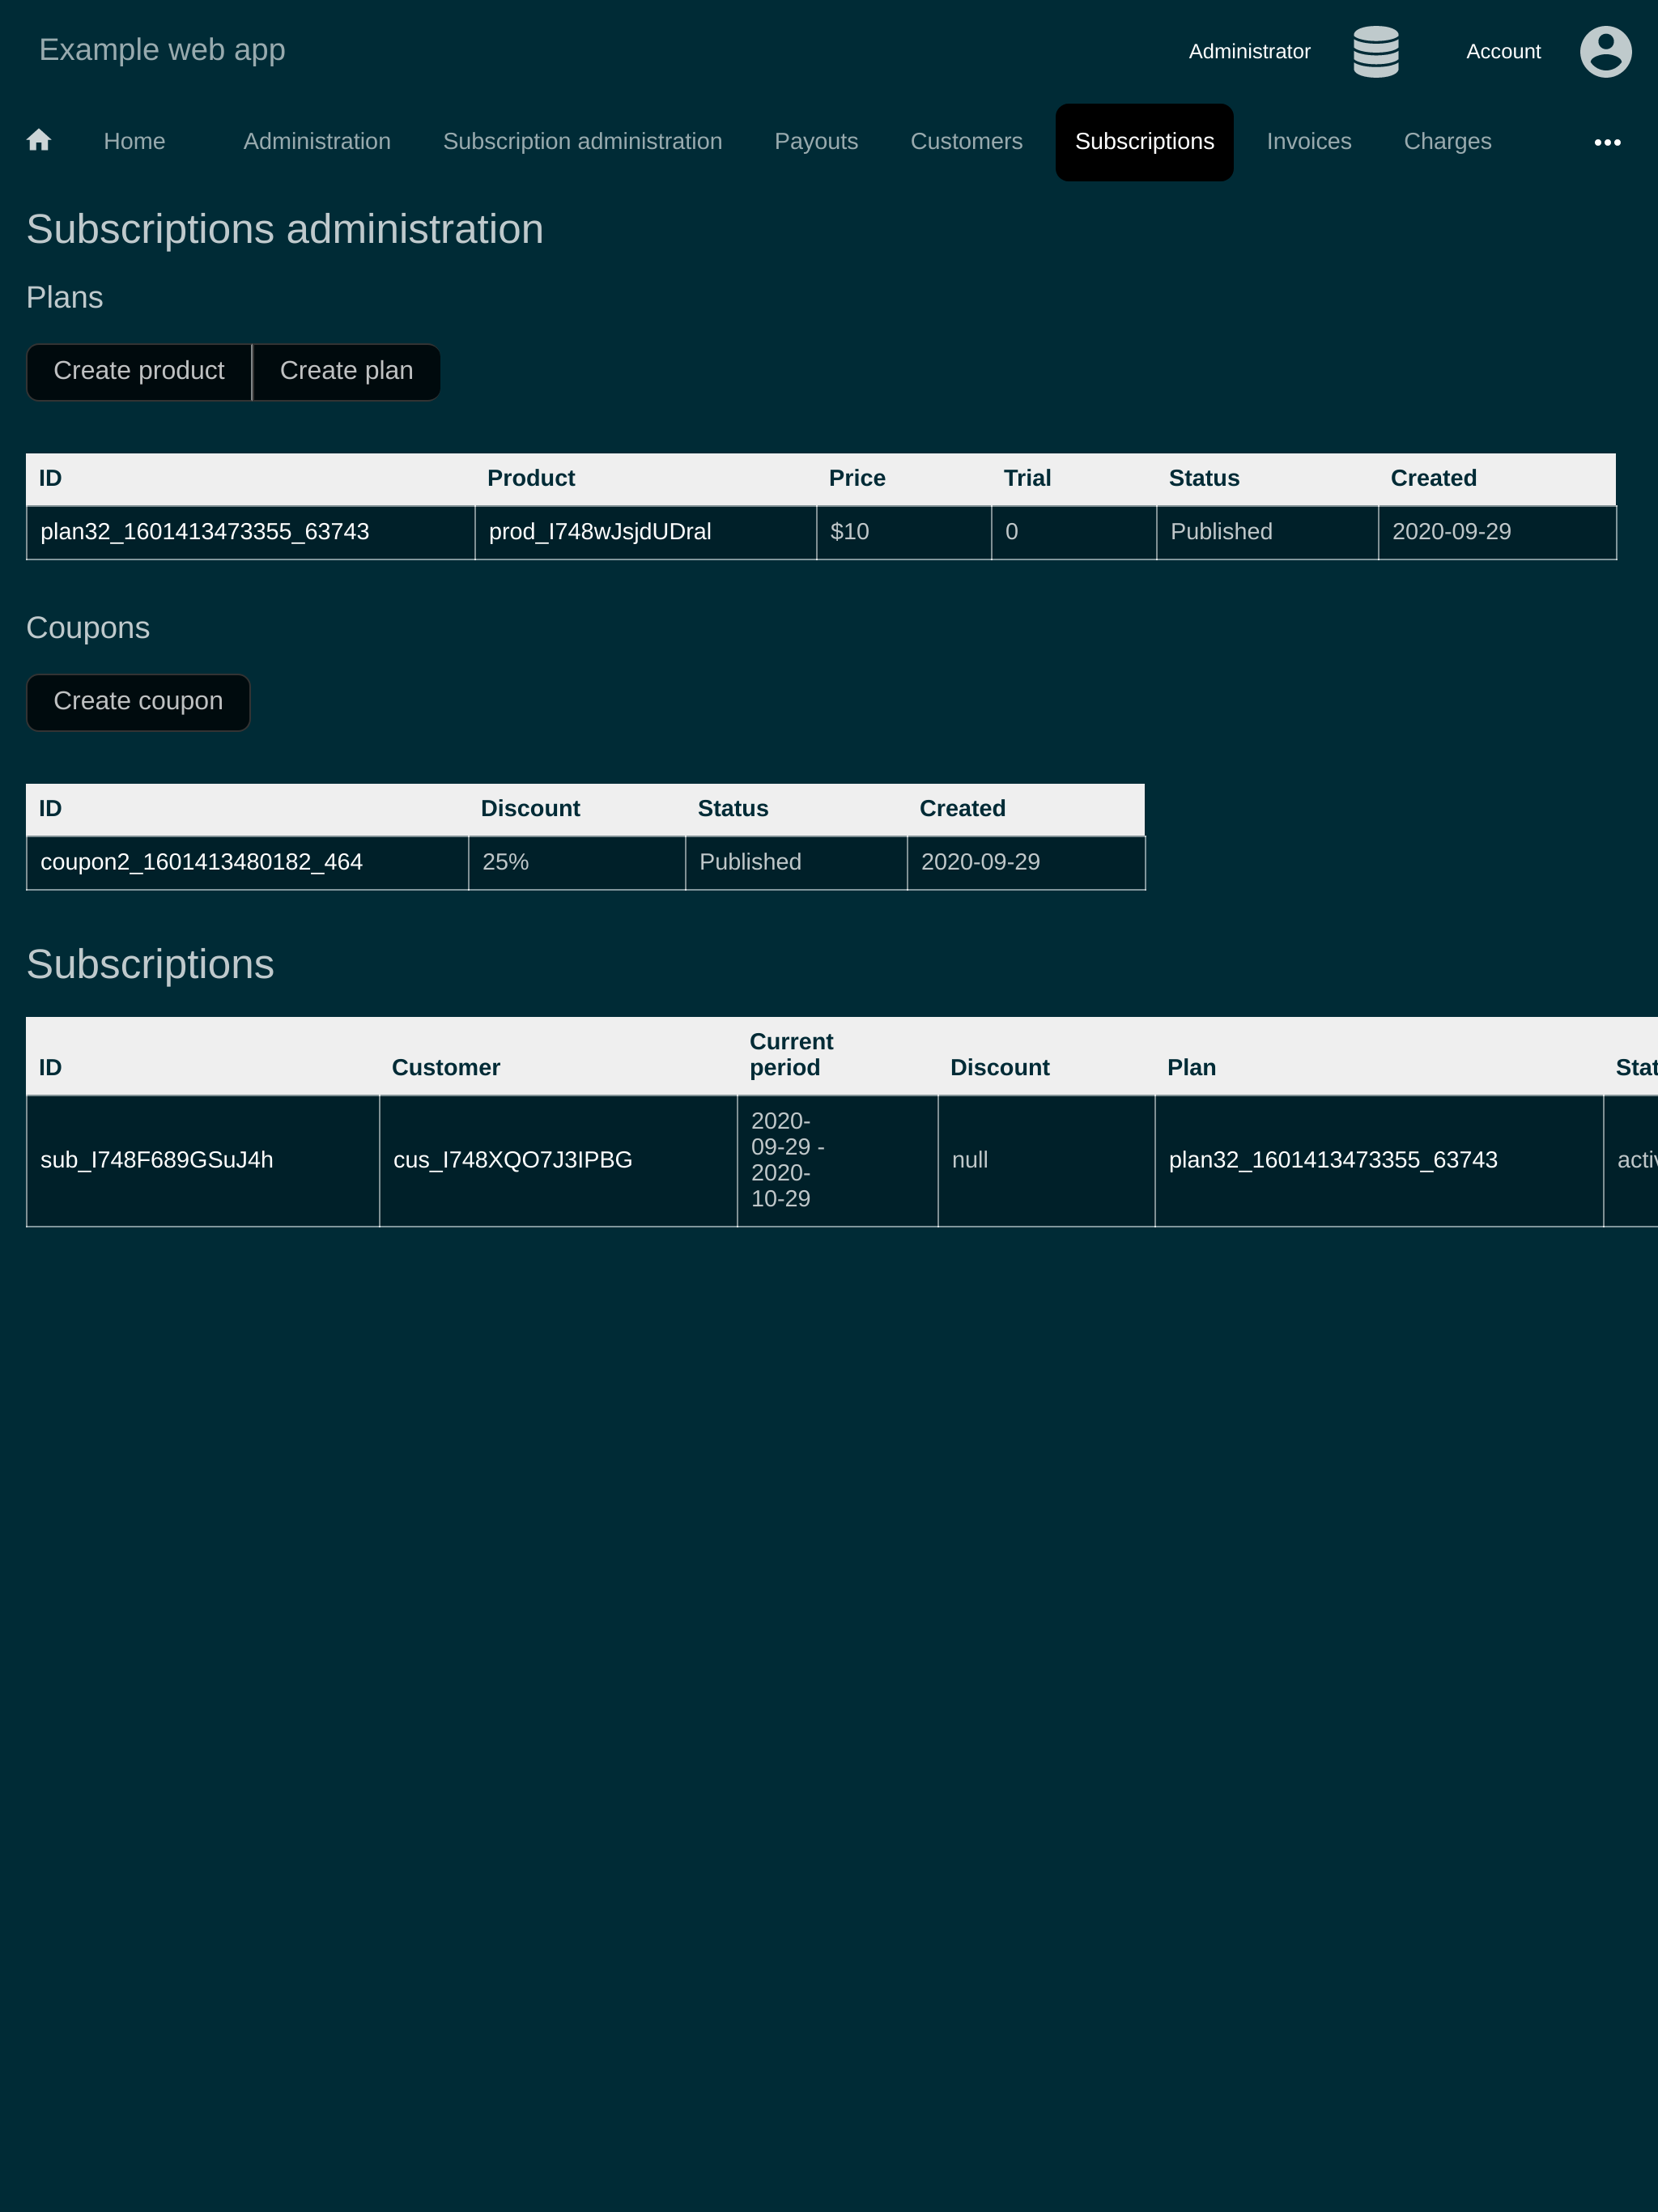 Example web app
Administrator Account
Home Administration Subscription administration Payouts Customers Subscriptions Invoices Charges
Subscriptions administration
Plans
Create product Create plan
ID Product Price Trial Status Created
plan32_1601413473355_63743 prod_I748wJsjdUDral $10 0 Published 2020-09-29
Coupons
Create coupon
ID Discount Status Created
coupon2_1601413480182_464 25% Published 2020-09-29
Subscriptions
ID Customer Current period Discount Plan
sub_I748F689GSuJ4h cus_I748XQO7J3IPBG 2020-09-29 - 2020-10-29 null plan32_1601413473355_63743